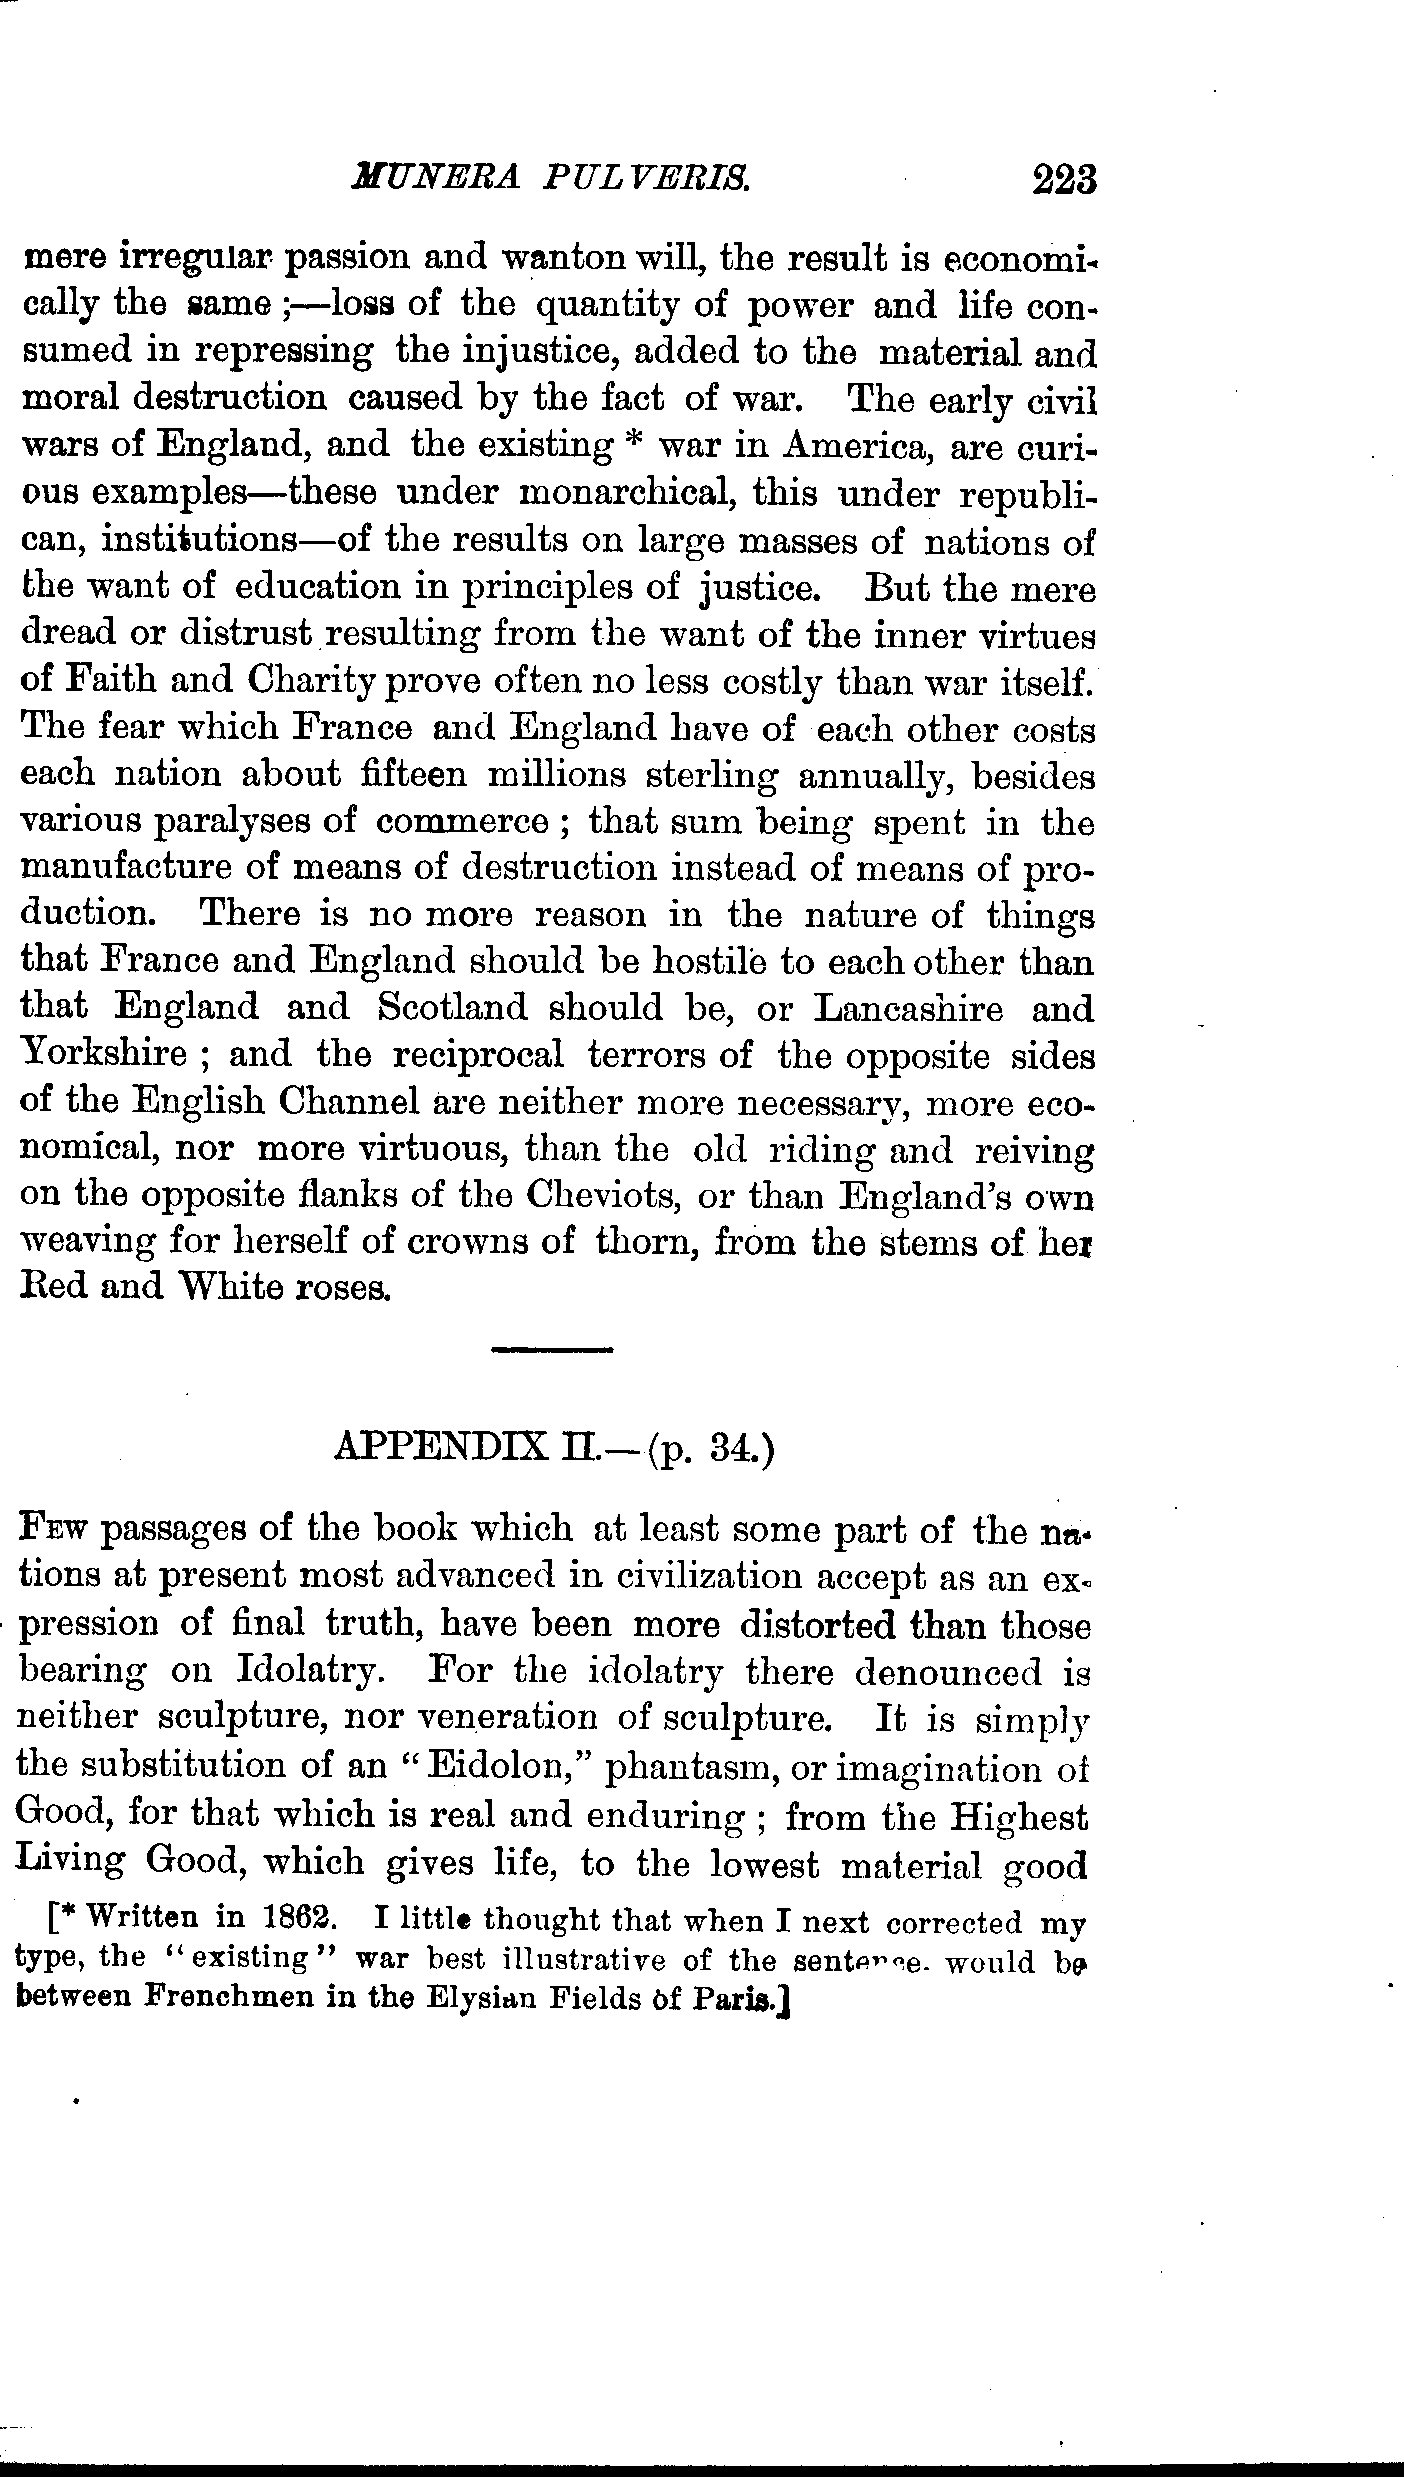 MUNERA PULVERIS. 223
mere irregular passion and wanton will, the result is economi-
cally the same ;—loss of the quantity of power and life con-
sumed in repressing the injustice, added to the material and
moral destruction caused by the fact of war. The early civil
wars of England, and the existing * war in America, are curi-
ous examples—these under monarchical, this under republi-
can, institutions—of the results on large masses of nations of
the want of education in principles of justice. But the mere
dread or distrust resulting from the want of the inner virtues
of Faith and Charity prove often no less costly than war itself.
The fear which France and England have of each other costs
each nation about fifteen millions sterling annually, besides
various paralyses of commerce ; that sum being spent in the
manufacture of means of destruction instead of means of pro-
duction. There is no more reason in the nature of things
that France and England should be hostile to each other than
that England and Scotland should be, or Lancashire and
Yorkshire ; and the reciprocal terrors of the opposite sides
of the English Channel are neither more necessary, more eco-
nomical, nor more virtuous, than the old riding and reiving
on the opposite flanks of the Cheviots, or than England's own
weaving for herself of crowns of thorn, from the stems of her
Red and White roses.
APPENDIX II.—(p. 34.)
FEW passages of the book which at least some part of the na-
tions at present most advanced in civilization accept as an ex-
pression of final truth, have been more distorted than those
bearing on Idolatry. For the idolatry there denounced is
neither sculpture, nor veneration of sculpture. It is simply
the substitution of an “Eidolon,” phantasm, or imagination of
Good, for that which is real and enduring ; from the Highest
Living Good, which gives life, to the lowest material good
[* Written in 1862. I little thought that when I next corrected my
type, the “existing” war best illustrative of the sentence would be
between Frenchmen in the Elysian Fields of Paris.]